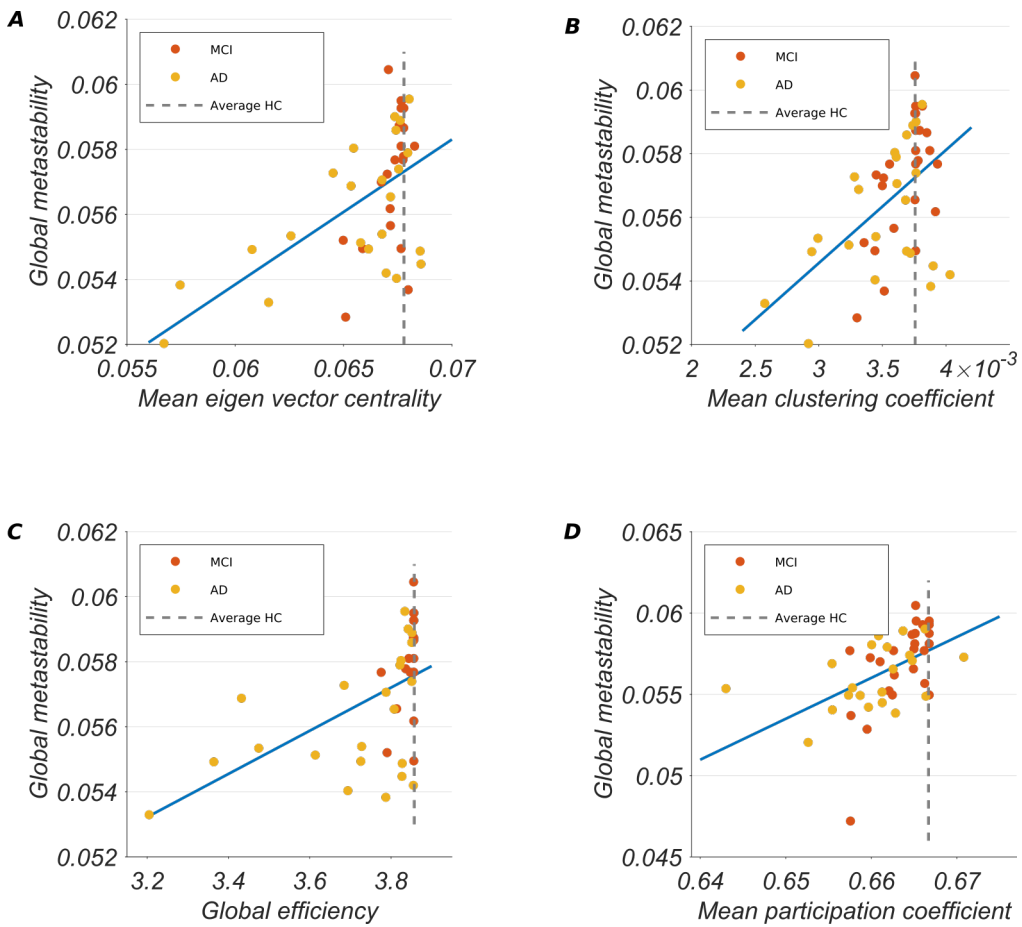 A
0.062
0.06
0.058
0.056
0.054
0.052
Global metastability
MCI
AD
Average HC
0.055
0.06
0.065
0.07
Mean eigen vector centrality
B
0.062
0.06
0.058
0.056
0.054
0.052
Global metastability
MCI
AD
Average HC
2
2.5
3
3.5
4×10⁻³
Mean clustering coefficient
C
0.062
0.06
0.058
0.056
0.054
0.052
Global metastability
MCI
AD
Average HC
3.2
3.4
3.6
3.8
Global efficiency
D
0.065
0.06
0.055
0.05
0.045
Global metastability
MCI
AD
Average HC
0.64
0.65
0.66
0.67
Mean participation coefficient